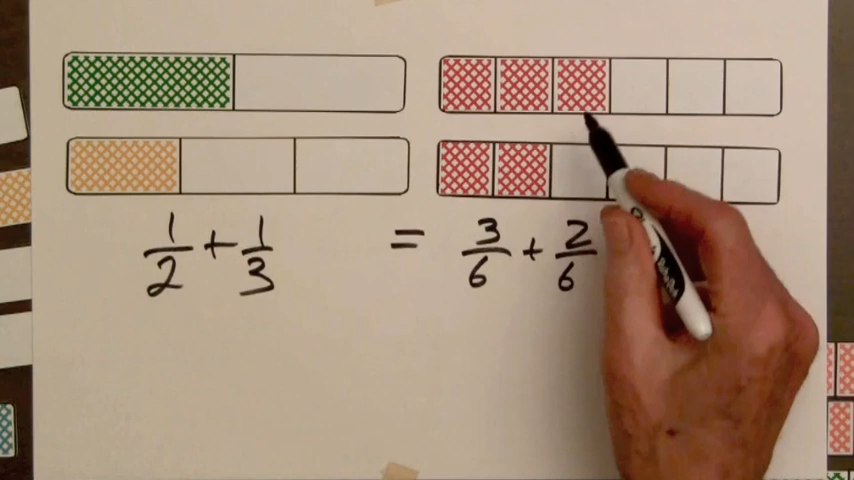 1/2 + 1/3 = 3/6 + 2/6